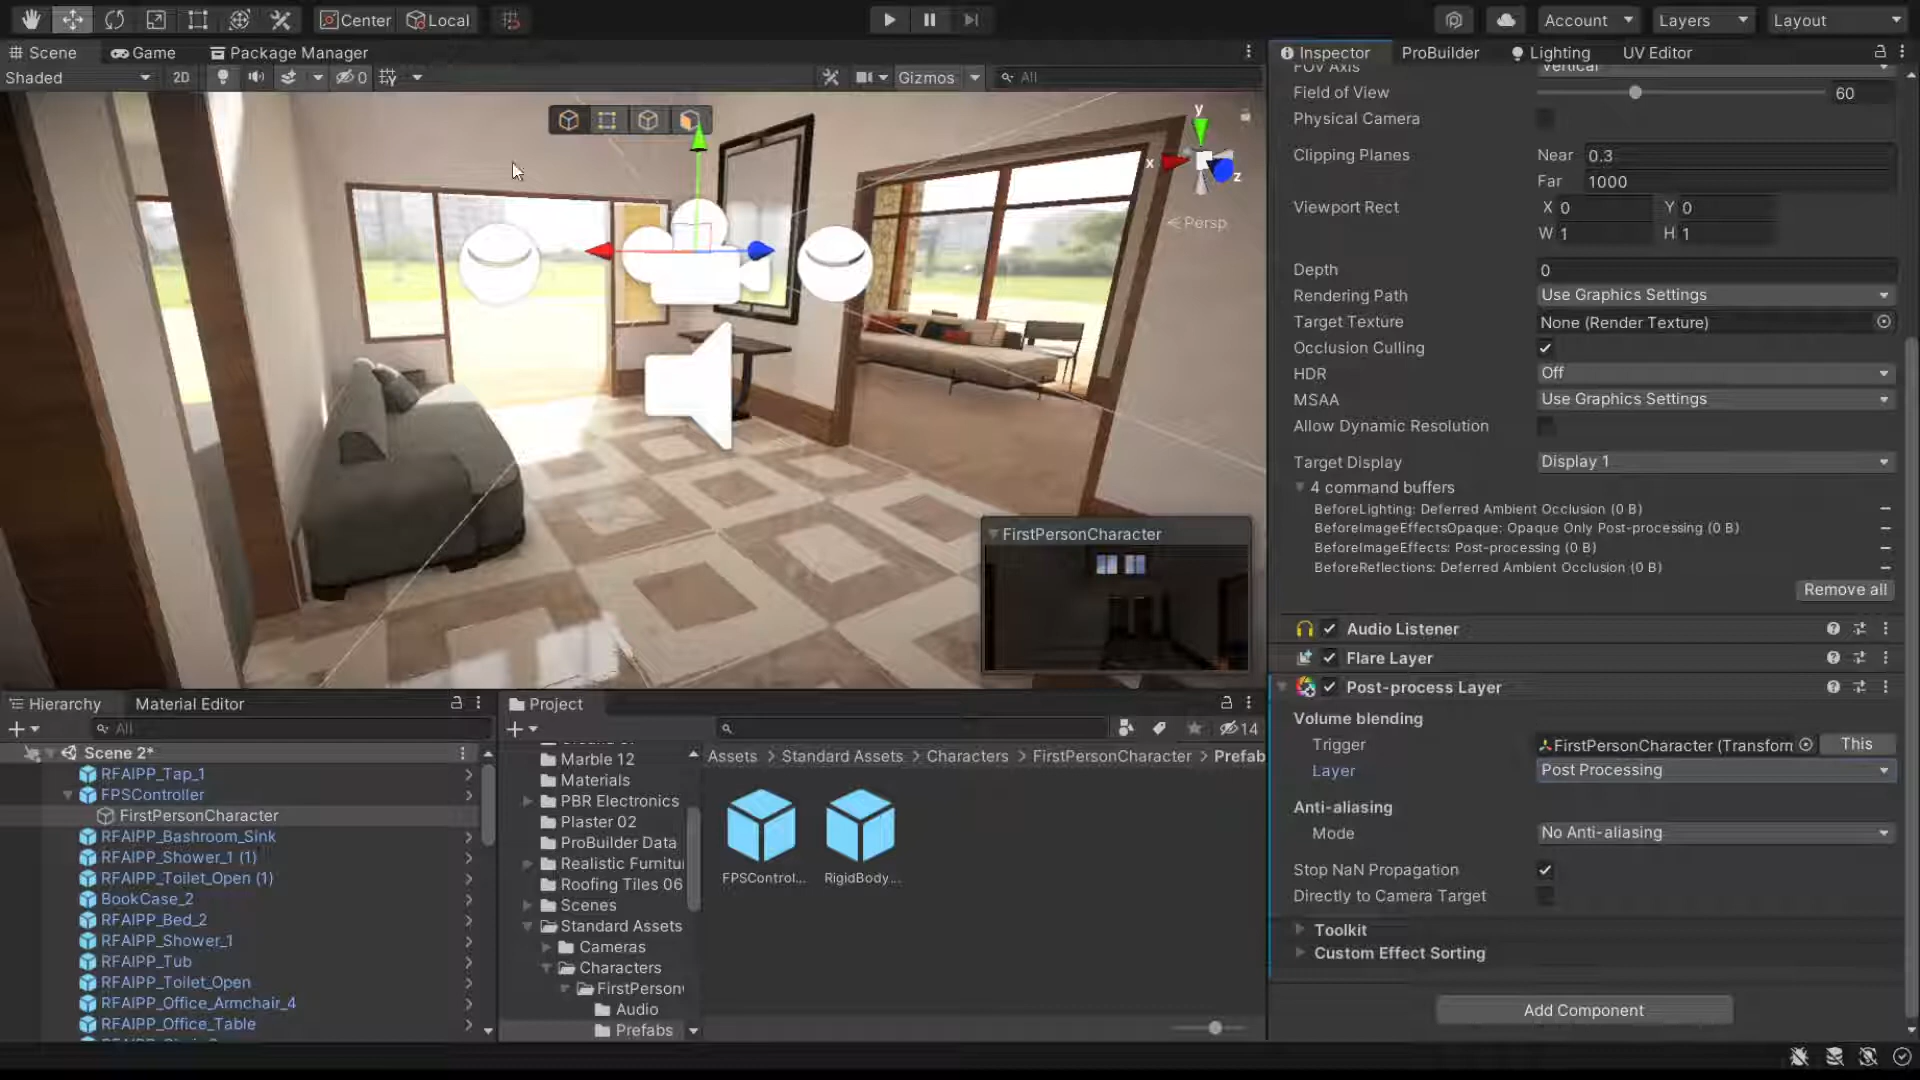 Center
Local
Account
Layers
Layout
Scene
Game
Package Manager
Shaded
2D
0
Gizmos
All
y
x
z
Persp
FirstPersonCharacter
Hierarchy
Material Editor
All
Scene 2*
RFAIPP_Tap_1
FPSController
FirstPersonCharacter
RFAIPP_Bashroom_Sink
RFAIPP_Shower_1 (1)
RFAIPP_Toilet_Open (1)
BookCase_2
RFAIPP_Bed_2
RFAIPP_Shower_1
RFAIPP_Tub
RFAIPP_Toilet_Open
RFAIPP_Office_Armchair_4
RFAIPP_Office_Table
Project
14
Marble 12
Materials
PBR Electronics
Plaster 02
ProBuilder Data
Realistic Furnitu
Roofing Tiles 06
Scenes
Standard Assets
Cameras
Characters
FirstPerson
Audio
Prefabs
Assets > Standard Assets > Characters > FirstPersonCharacter > Prefab
FPSControl...
RigidBody...
Inspector
ProBuilder
Lighting
UV Editor
FOV Axis Vertical
Field of View 60
Physical Camera
Clipping Planes Near 0.3
Far 1000
Viewport Rect X 0 Y 0
W 1 H 1
Depth 0
Rendering Path Use Graphics Settings
Target Texture None (Render Texture)
Occlusion Culling
HDR Off
MSAA Use Graphics Settings
Allow Dynamic Resolution
Target Display Display 1
4 command buffers
BeforeLighting: Deferred Ambient Occlusion (0 B)
BeforeImageEffectsOpaque: Opaque Only Post-processing (0 B)
BeforeImageEffects: Post-processing (0 B)
BeforeReflections: Deferred Ambient Occlusion (0 B)
Remove all
Audio Listener
Flare Layer
Post-process Layer
Volume blending
Trigger FirstPersonCharacter (Transform This
Layer Post Processing
Anti-aliasing
Mode No Anti-aliasing
Stop NaN Propagation
Directly to Camera Target
Toolkit
Custom Effect Sorting
Add Component